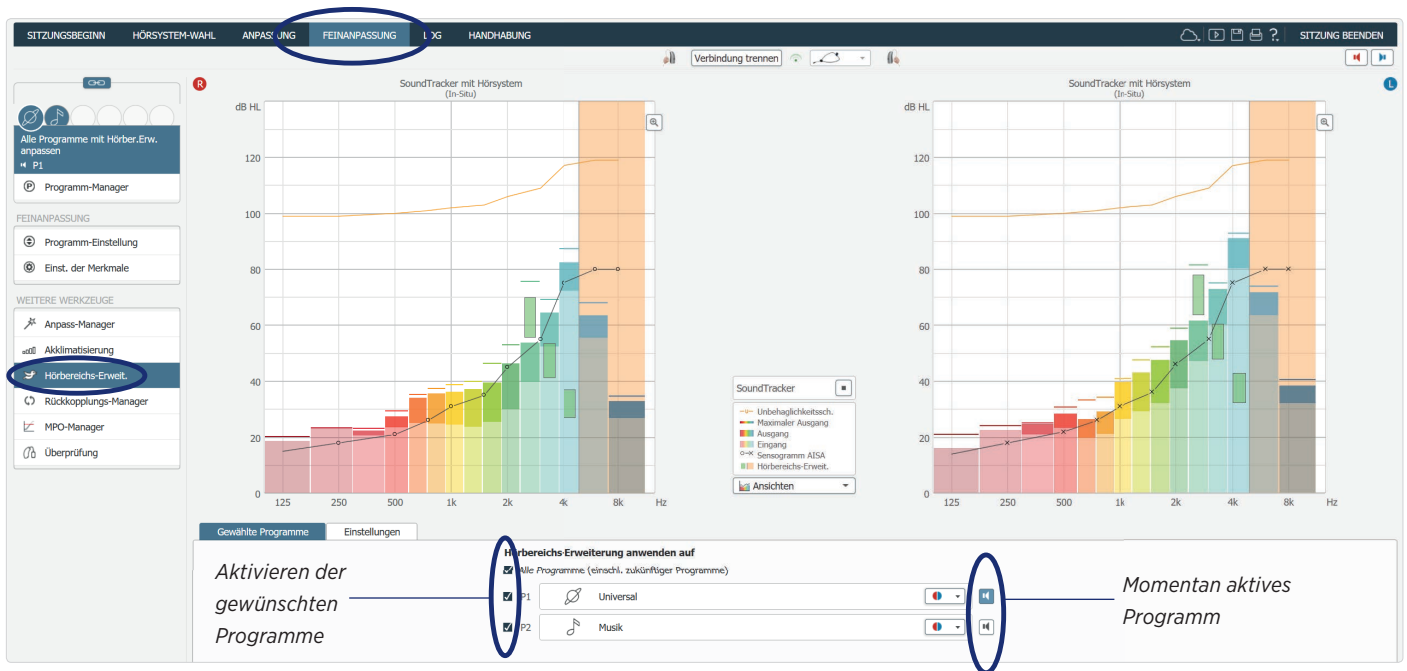 SITZUNGSBEGINN HÖRSYSTEM-WAHL ANPASSUNG FEINANPASSUNG LOG HANDHABUNG SITZUNG BEENDEN
Verbindung trennen
Alle Programme mit Hörber.Erw.
anpassen
P1
Programm-Manager
FEINANPASSUNG
Programm-Einstellung
Einst. der Merkmale
WEITERE WERKZEUGE
Anpass-Manager
Akklimatisierung
Hörbereichs-Erweit.
Rückkopplungs-Manager
MPO-Manager
Überprüfung
R
SoundTracker mit Hörsystem
(In-Situ)
dB HL
120
100
80
60
40
20
0
125 250 500 1k 2k 4k 8k Hz
SoundTracker
Unbehaglichkeitssch.
Maximaler Ausgang
Ausgang
Eingang
Sensogramm AISA
Hörbereichs-Erweit.
Ansichten
SoundTracker mit Hörsystem
(In-Situ)
L
dB HL
120
100
80
60
40
20
0
125 250 500 1k 2k 4k 8k Hz
Gewählte Programme Einstellungen
Hörbereichs-Erweiterung anwenden auf
Alle Programme (einschl. zukünftiger Programme)
P1 Universal
P2 Musik
Aktivieren der
gewünschten
Programme
Momentan aktives
Programm